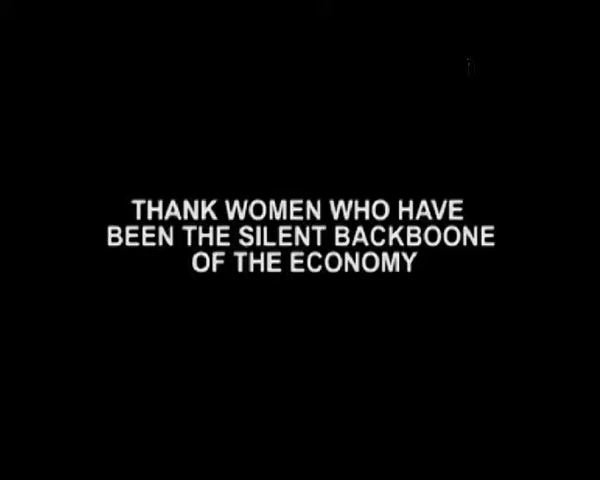 THANK WOMEN WHO HAVE
BEEN THE SILENT BACKBOONE
OF THE ECONOMY